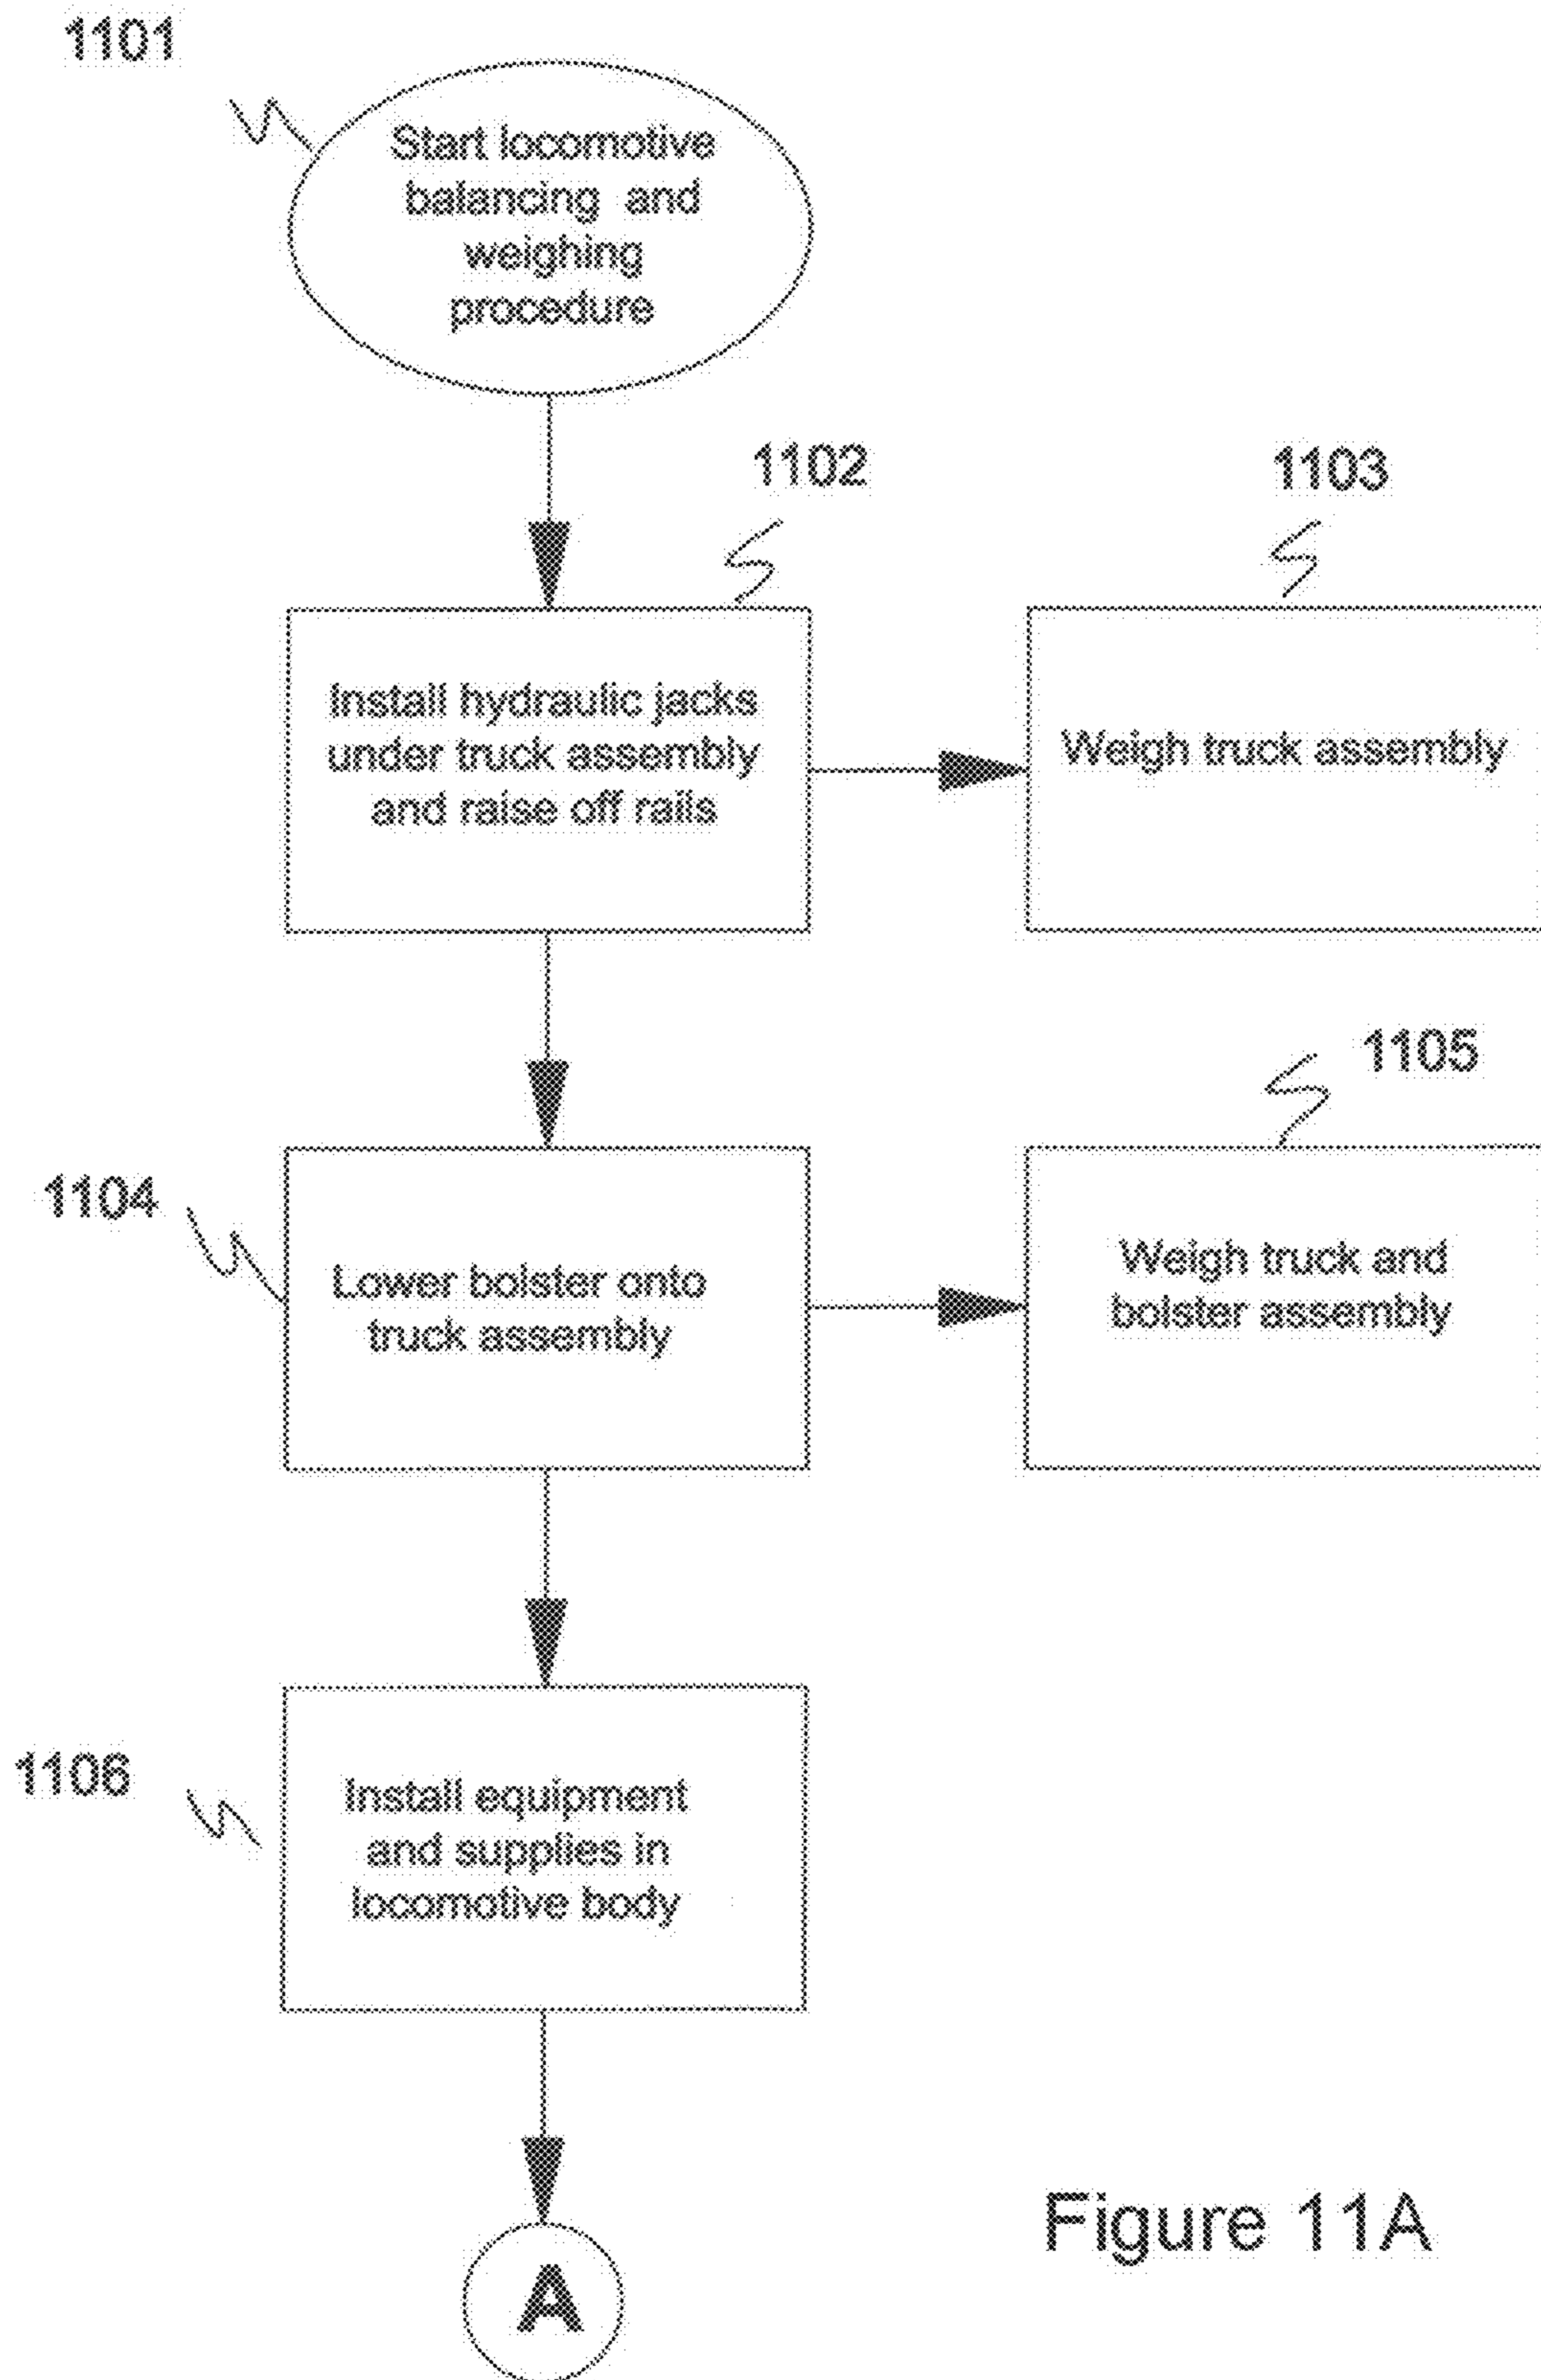 1101
Start locomotive
balancing and
weighing
procedure
1102
1103
Install hydraulic jacks
under truck assembly
and raise off rails
Weigh truck assembly
1105
1104
Lower bolster onto
truck assembly
Weigh truck and
bolster assembly
1106
Install equipment
and supplies in
locomotive body
Figure 11A
A